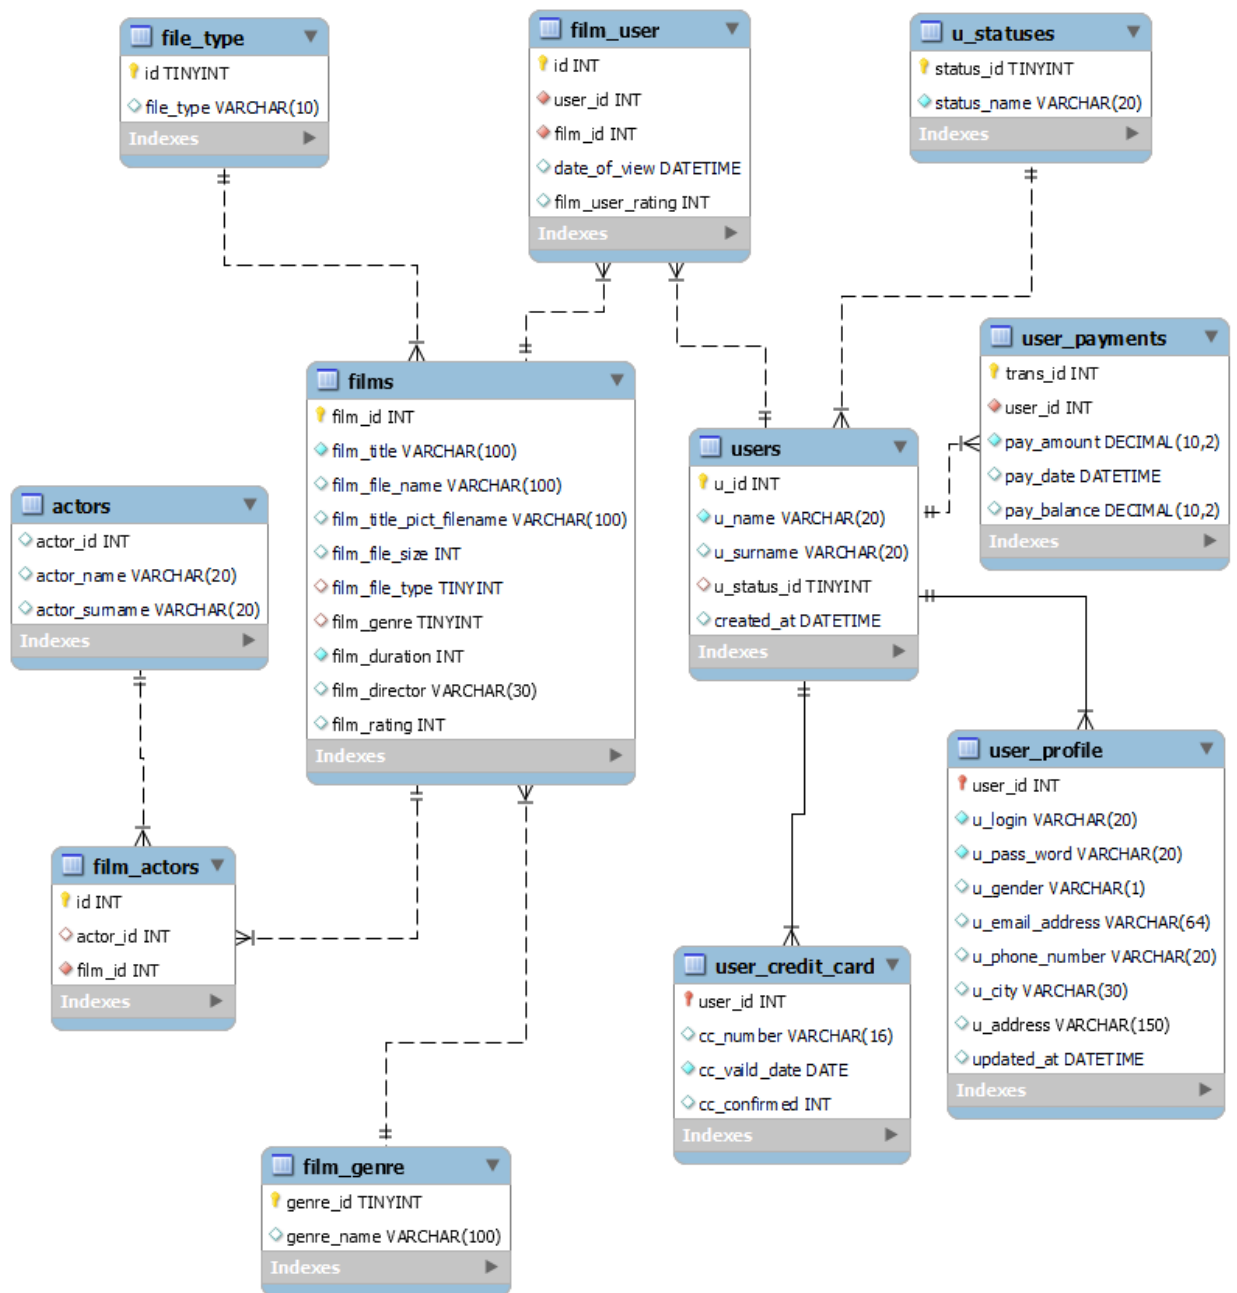 file_type
id TINYINT
file_type VARCHAR(10)
Indexes
film_user
id INT
user_id INT
film_id INT
date_of_view DATETIME
film_user_rating INT
Indexes
u_statuses
status_id TINYINT
status_name VARCHAR(20)
Indexes
films
film_id INT
film_title VARCHAR(100)
film_file_name VARCHAR(100)
film_title_pict_filename VARCHAR(100)
film_file_size INT
film_file_type TINYINT
film_genre TINYINT
film_duration INT
film_director VARCHAR(30)
film_rating INT
Indexes
users
u_id INT
u_name VARCHAR(20)
u_surname VARCHAR(20)
u_status_id TINYINT
created_at DATETIME
Indexes
user_payments
trans_id INT
user_id INT
pay_amount DECIMAL(10,2)
pay_date DATETIME
pay_balance DECIMAL(10,2)
Indexes
actors
actor_id INT
actor_name VARCHAR(20)
actor_surname VARCHAR(20)
Indexes
film_actors
id INT
actor_id INT
film_id INT
Indexes
user_credit_card
user_id INT
cc_number VARCHAR(16)
cc_vaild_date DATE
cc_confirmed INT
Indexes
user_profile
user_id INT
u_login VARCHAR(20)
u_pass_word VARCHAR(20)
u_gender VARCHAR(1)
u_email_address VARCHAR(64)
u_phone_number VARCHAR(20)
u_city VARCHAR(30)
u_address VARCHAR(150)
updated_at DATETIME
Indexes
film_genre
genre_id TINYINT
genre_name VARCHAR(100)
Indexes